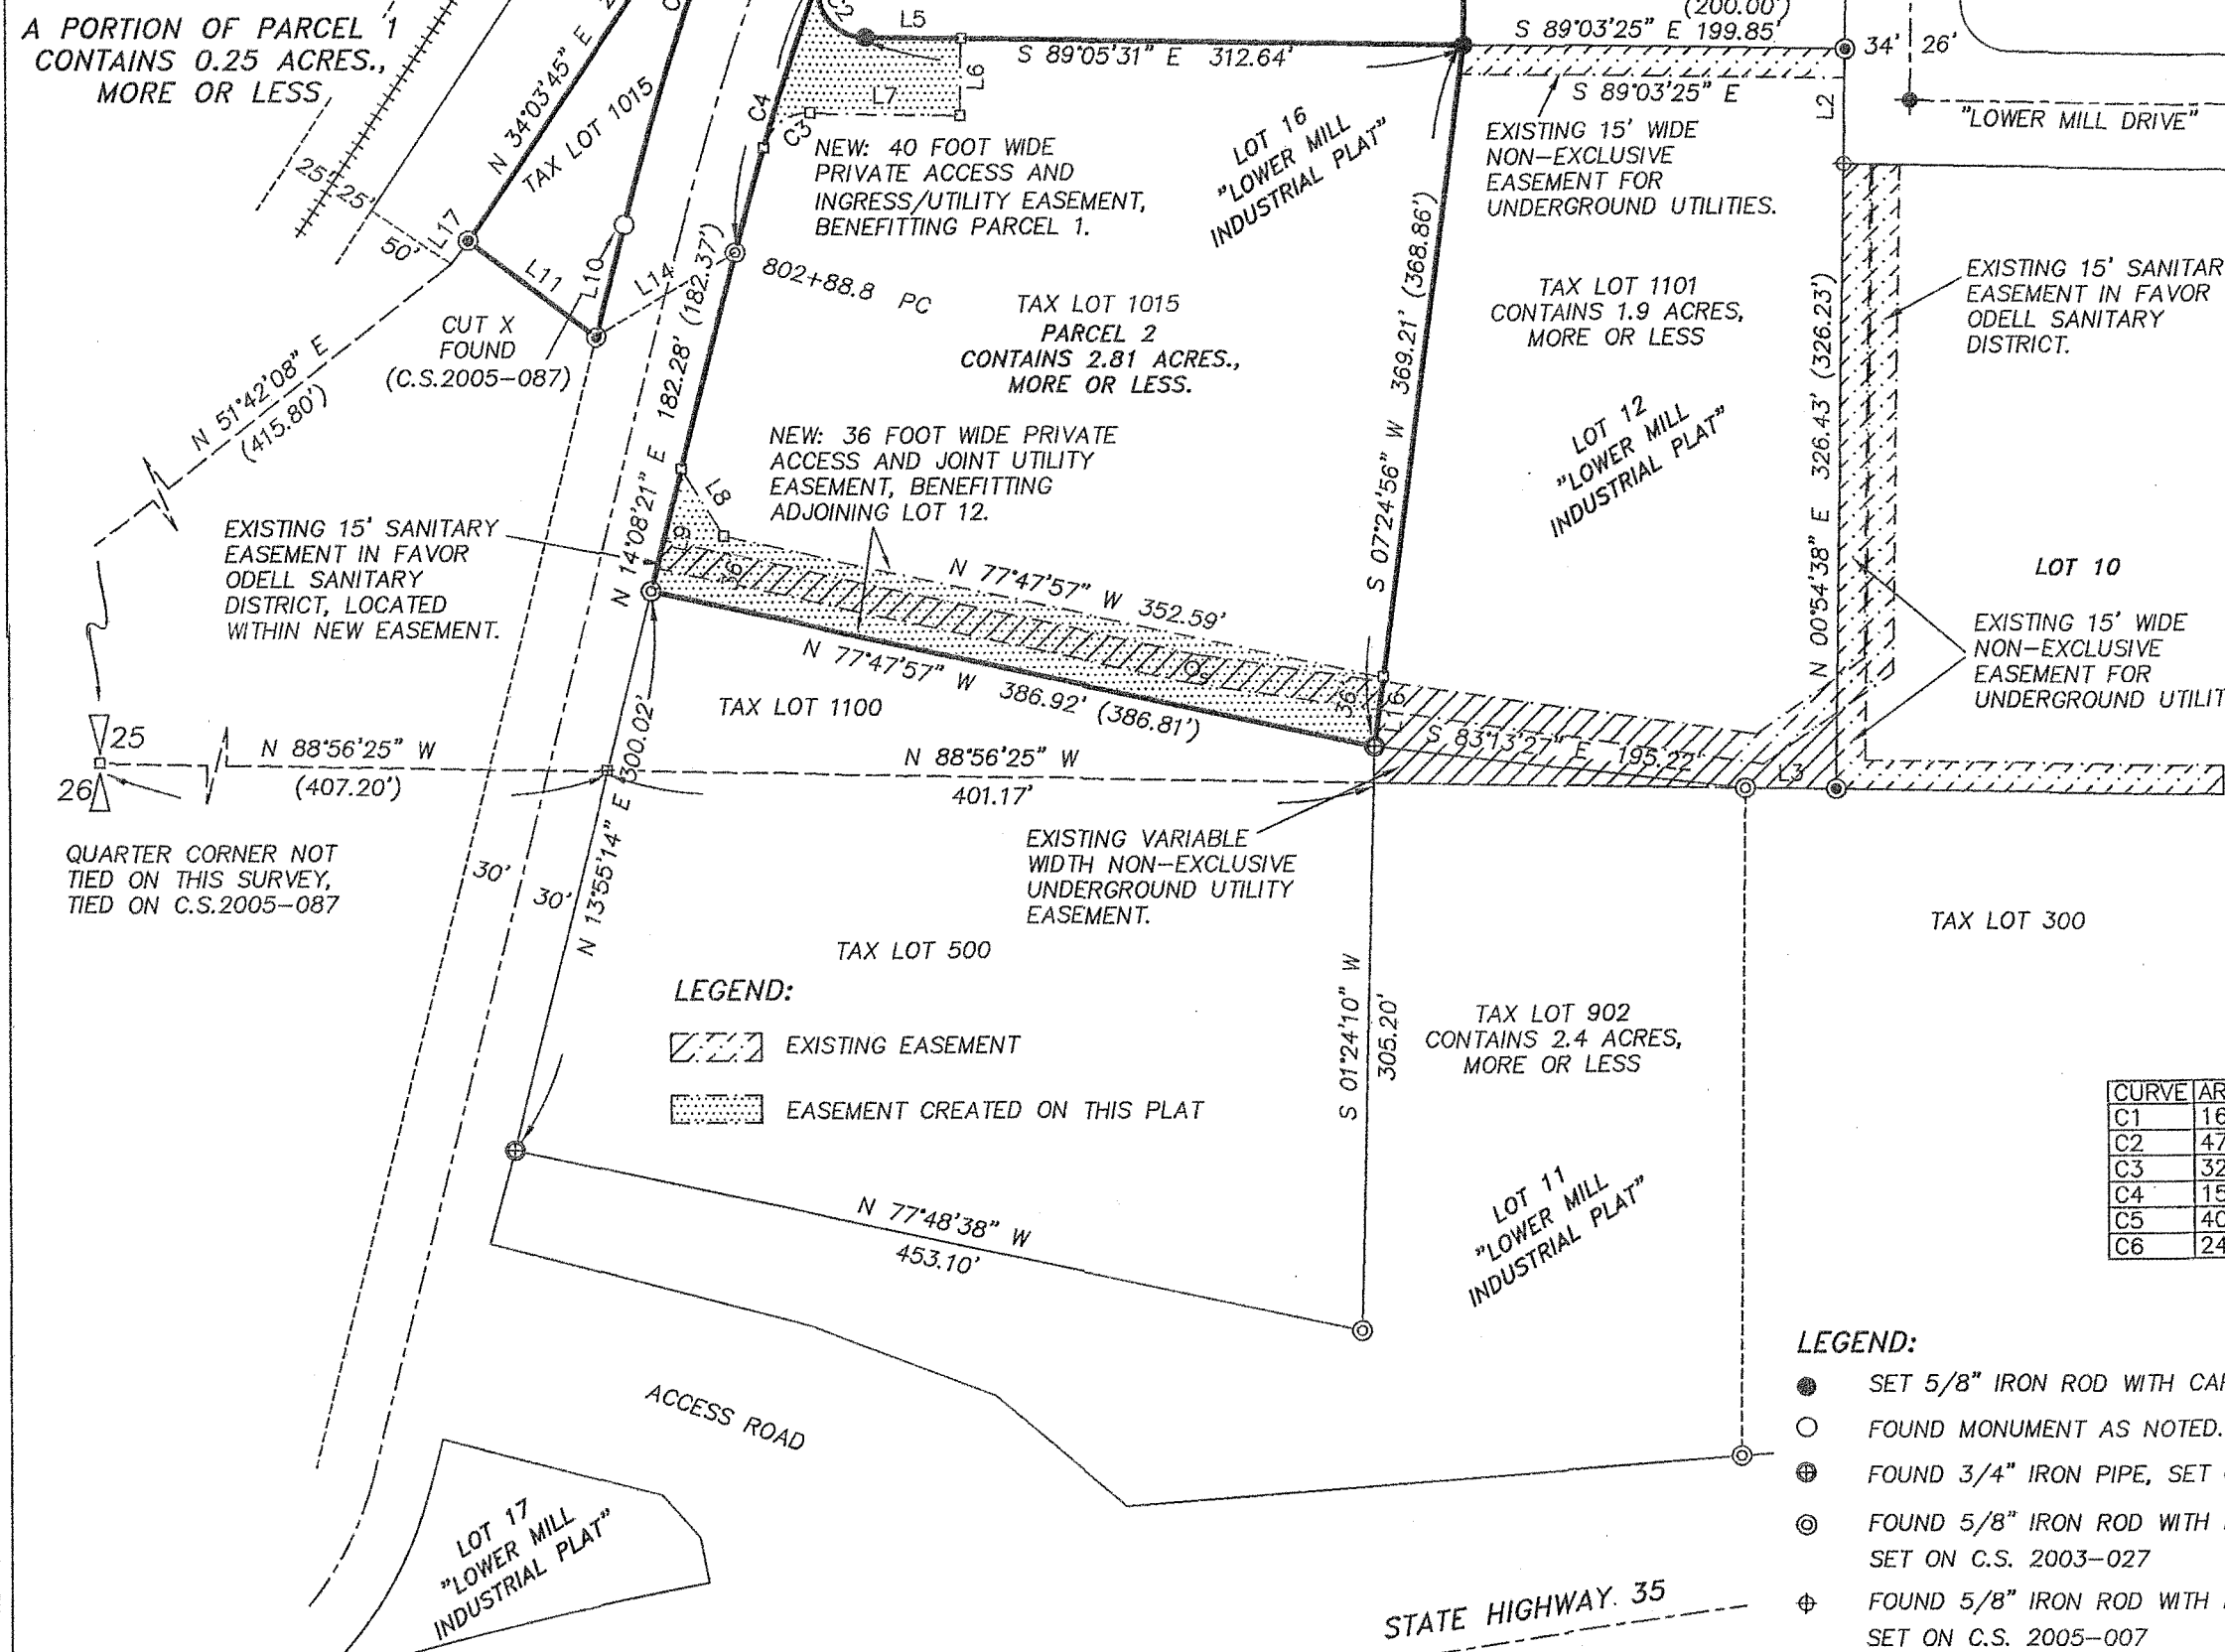 A PORTION OF PARCEL 1
CONTAINS 0.25 ACRES.,
MORE OR LESS
N 34°03'45" E
TAX LOT 1015
25'
25'
50'
L17
L11
L10
L14
CUT X
FOUND
(C.S.2005-087)
N 51°42'08" E
(415.80')
C2
L5
S 89°05'31" E 312.64'
L6
L7
C4
C3
NEW: 40 FOOT WIDE
PRIVATE ACCESS AND
INGRESS/UTILITY EASEMENT,
BENEFITTING PARCEL 1.
802+88.8 PC
LOT 16
"LOWER MILL
INDUSTRIAL PLAT"
TAX LOT 1015
PARCEL 2
CONTAINS 2.81 ACRES.,
MORE OR LESS.
N 14°08'21" E 182.28' (182.37')
NEW: 36 FOOT WIDE PRIVATE
ACCESS AND JOINT UTILITY
EASEMENT, BENEFITTING
ADJOINING LOT 12.
L8
L9
36'
EXISTING 15' SANITARY
EASEMENT IN FAVOR
ODELL SANITARY
DISTRICT, LOCATED
WITHIN NEW EASEMENT.
N 77°47'57" W 352.59'
N 77°47'57" W 386.92' (386.81')
36'
L16
S 07°24'56" W 369.21' (368.86')
(200.00')
S 89°03'25" E 199.85'
S 89°03'25" E
34'
26'
L2
"LOWER MILL DRIVE"
EXISTING 15' WIDE
NON-EXCLUSIVE
EASEMENT FOR
UNDERGROUND UTILITIES.
TAX LOT 1101
CONTAINS 1.9 ACRES,
MORE OR LESS
LOT 12
"LOWER MILL
INDUSTRIAL PLAT"
N 00°54'38" E 326.43' (326.23')
EXISTING 15' SANITAR
EASEMENT IN FAVOR
ODELL SANITARY
DISTRICT.
LOT 10
EXISTING 15' WIDE
NON-EXCLUSIVE
EASEMENT FOR
UNDERGROUND UTILIT
S 83°13'27" E 195.22'
L3
25
26
N 88°56'25" W
(407.20')
QUARTER CORNER NOT
TIED ON THIS SURVEY,
TIED ON C.S.2005-087
TAX LOT 1100
N 88°56'25" W
401.17'
N 13°55'14" E 300.02'
30'
30'
EXISTING VARIABLE
WIDTH NON-EXCLUSIVE
UNDERGROUND UTILITY
EASEMENT.
TAX LOT 500
LEGEND:
EXISTING EASEMENT
EASEMENT CREATED ON THIS PLAT
S 01°24'10" W
305.20'
TAX LOT 902
CONTAINS 2.4 ACRES,
MORE OR LESS
TAX LOT 300
N 77°48'38" W
453.10'
LOT 11
"LOWER MILL
INDUSTRIAL PLAT"
CURVE AR
C1 16
C2 47
C3 32
C4 15
C5 40
C6 24
ACCESS ROAD
LOT 17
"LOWER MILL
INDUSTRIAL PLAT"
STATE HIGHWAY. 35
LEGEND:
SET 5/8" IRON ROD WITH CAP
FOUND MONUMENT AS NOTED.
FOUND 3/4" IRON PIPE, SET
FOUND 5/8" IRON ROD WITH
SET ON C.S. 2003-027
FOUND 5/8" IRON ROD WITH
SET ON C.S. 2005-007